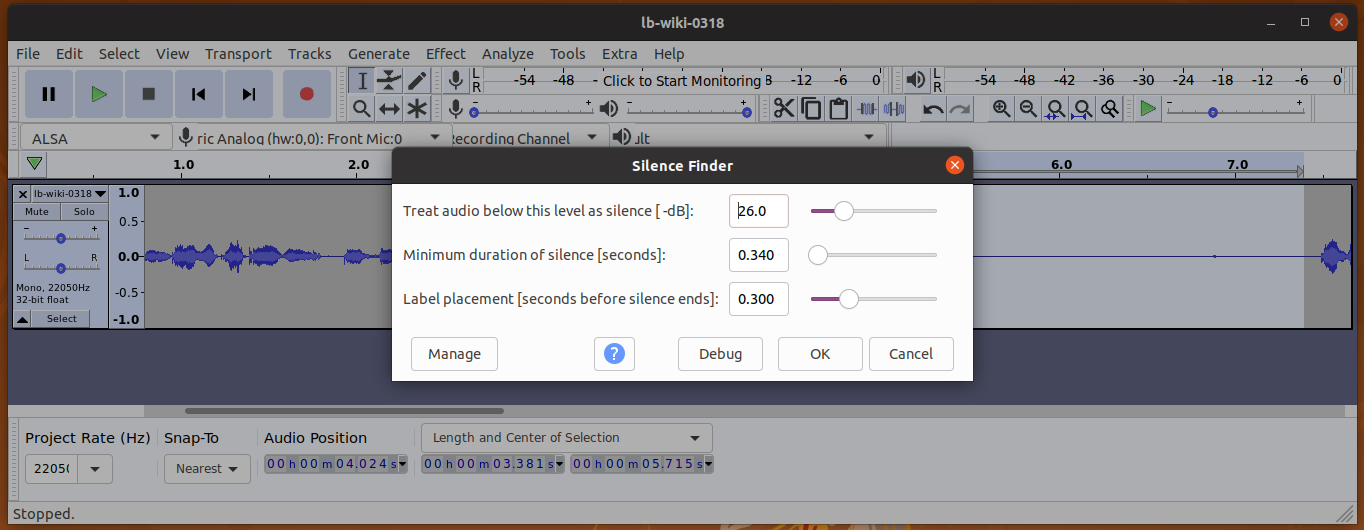 lb-wiki-0318
File Edit Select View Transport Tracks Generate Effect Analyze Tools Extra Help
L -54 -48 - Click to Start Monitoring 8 -12 -6 0 L -54 -48 -42 -36 -30 -24 -18 -12 -6 0
R R
- + - + - +
ALSA ric Analog (hw:0,0): Front Mic:0 Recording Channel ult
1.0 2.0 6.0 7.0
Silence Finder
Treat audio below this level as silence [ -dB]: 26.0
Minimum duration of silence [seconds]: 0.340
Label placement [seconds before silence ends]: 0.300
Manage ? Debug OK Cancel
lb-wiki-0318
Mute Solo
- +
L R
Mono, 22050Hz
32-bit float
Select
1.0
0.5-
0.0-
-0.5-
-1.0
Project Rate (Hz) Snap-To Audio Position Length and Center of Selection
2205 Nearest 00 h 00 m 04.024 s 00 h 00 m 03.381 s 00 h 00 m 05.715 s
Stopped.